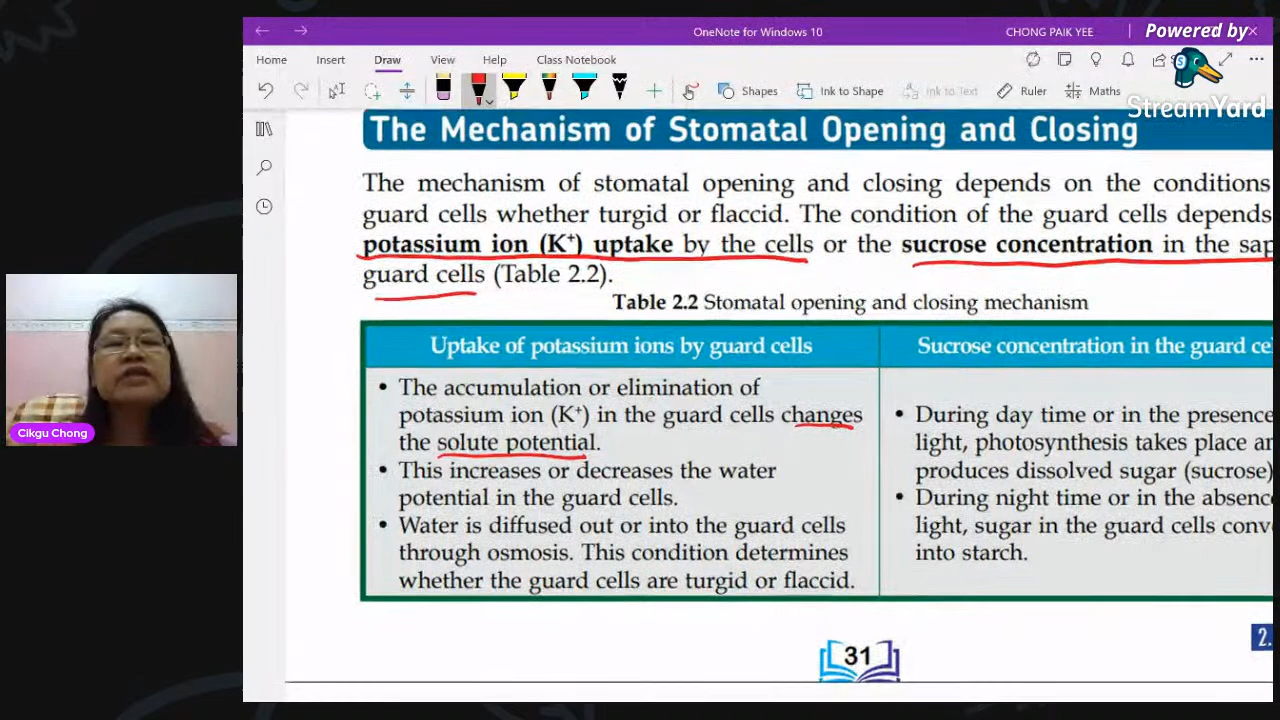 OneNote for Windows 10
CHONG PAIK YEE
Powered by
StreamYard
Home
Insert
Draw
View
Help
Class Notebook
Shapes
Ink to Shape
Ink to Text
Ruler
Maths
The Mechanism of Stomatal Opening and Closing
The mechanism of stomatal opening and closing depends on the conditions
guard cells whether turgid or flaccid. The condition of the guard cells depends
potassium ion (K⁺) uptake by the cells or the sucrose concentration in the sap
guard cells (Table 2.2).
Table 2.2 Stomatal opening and closing mechanism
Uptake of potassium ions by guard cells
• The accumulation or elimination of
potassium ion (K⁺) in the guard cells changes
the solute potential.
• This increases or decreases the water
potential in the guard cells.
• Water is diffused out or into the guard cells
through osmosis. This condition determines
whether the guard cells are turgid or flaccid.
Sucrose concentration in the guard ce
• During day time or in the presence
light, photosynthesis takes place an
produces dissolved sugar (sucrose)
• During night time or in the absence
light, sugar in the guard cells conve
into starch.
2.
31
Cikgu Chong